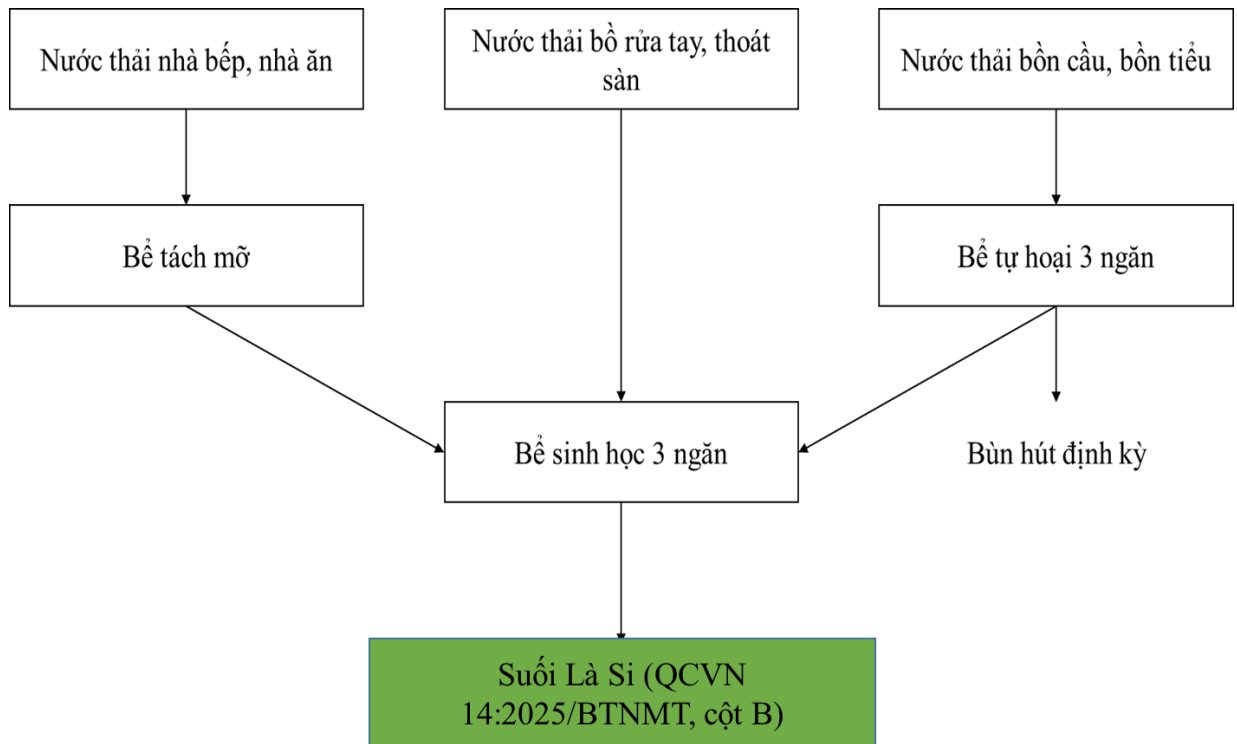 Nước thải nhà bếp, nhà ăn
Nước thải bồ rửa tay, thoát
sàn
Nước thải bồn cầu, bồn tiểu
Bể tách mỡ
Bể tự hoại 3 ngăn
Bể sinh học 3 ngăn
Bùn hút định kỳ
Suối Là Si (QCVN
14:2025/BTNMT, cột B)